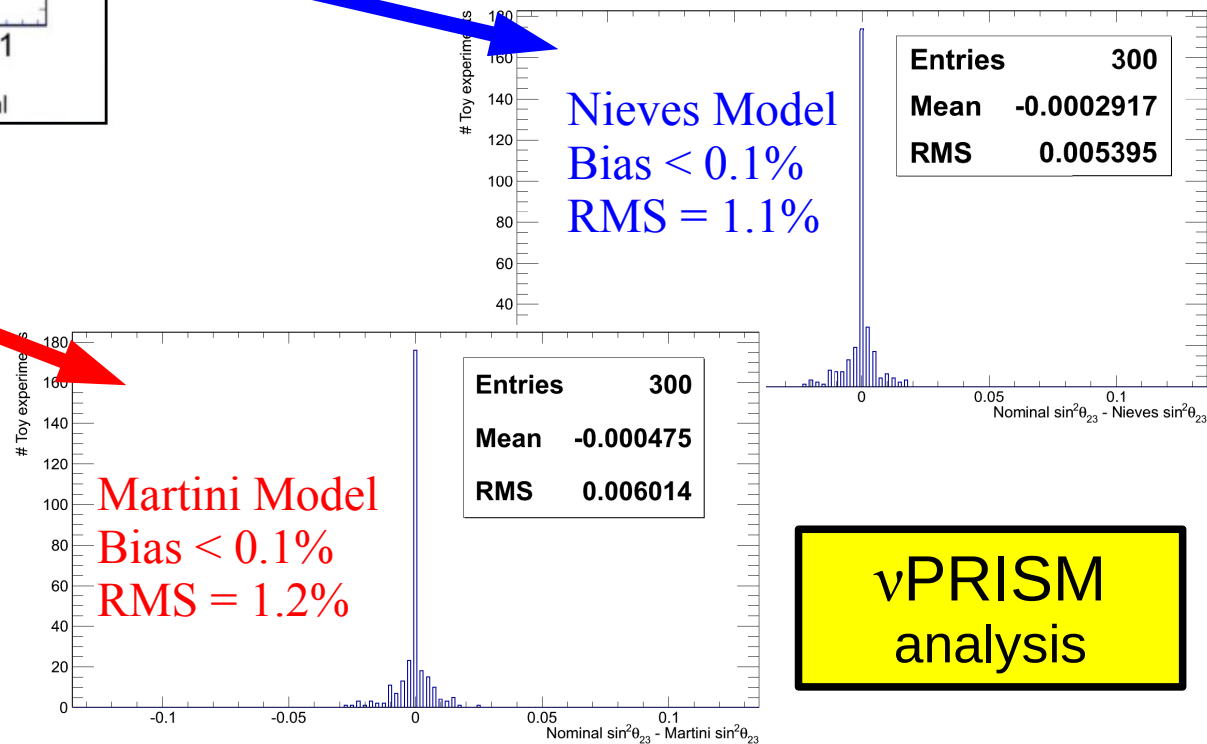 1
180
# Toy experiments
160
140
120
100
80
60
40
Nieves Model
Bias < 0.1%
RMS = 1.1%
Entries 300
Mean -0.0002917
RMS 0.005395
0 0.05 0.1
Nominal sin²θ₂₃ - Nieves sin²θ₂₃
180
# Toy experiments
160
140
120
100
80
60
40
20
0
Martini Model
Bias < 0.1%
RMS = 1.2%
Entries 300
Mean -0.000475
RMS 0.006014
-0.1 -0.05 0 0.05 0.1
Nominal sin²θ₂₃ - Martini sin²θ₂₃
νPRISM
analysis